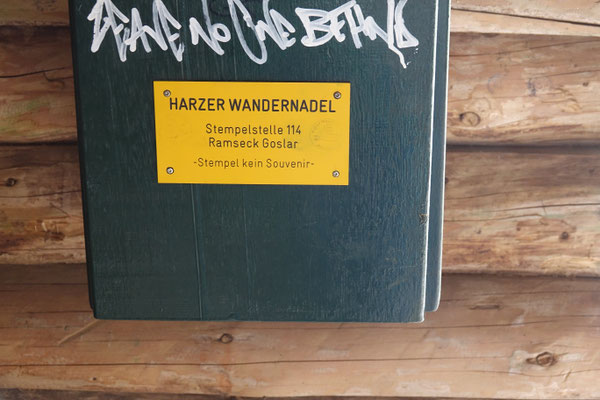 LEAVE NO ONE BEHIND
HARZER WANDERNADEL
Stempelstelle 114
Ramseck Goslar
-Stempel kein Souvenir-